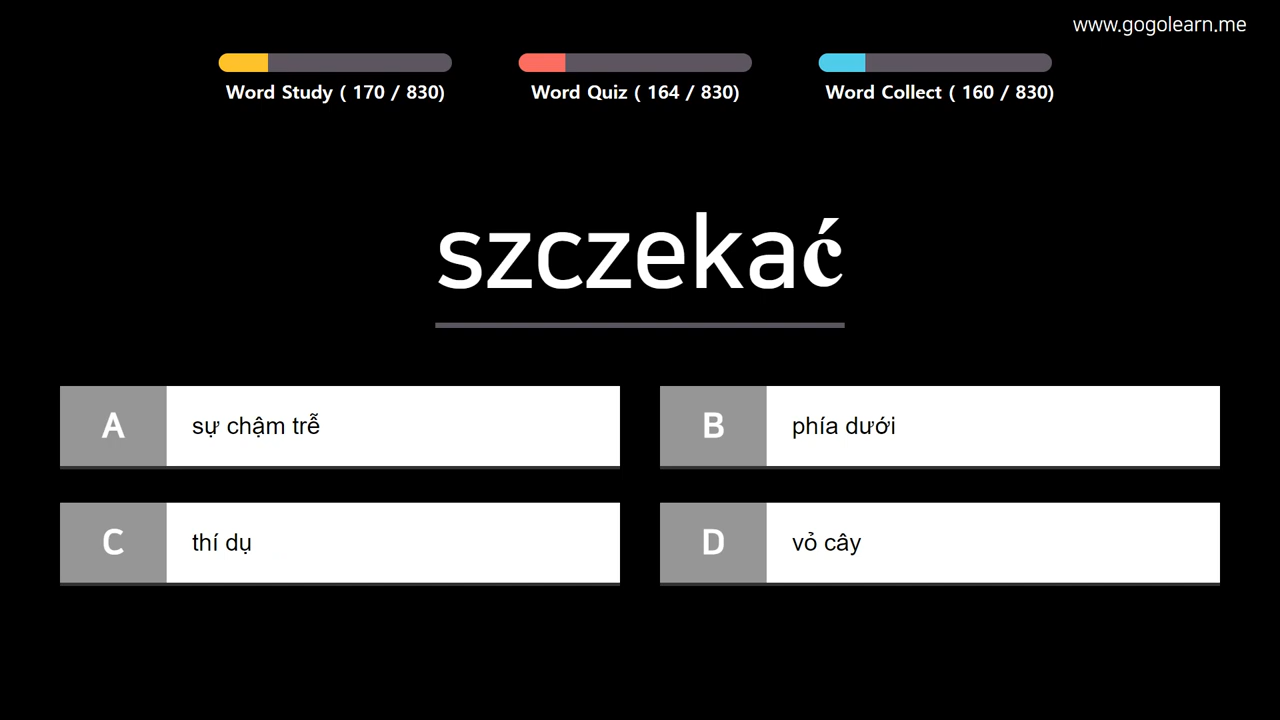 www.gogolearn.me
Word Study ( 170 / 830)
Word Quiz ( 164 / 830)
Word Collect ( 160 / 830)
szczekać
A sự chậm trễ
B phía dưới
C thí dụ
D vỏ cây